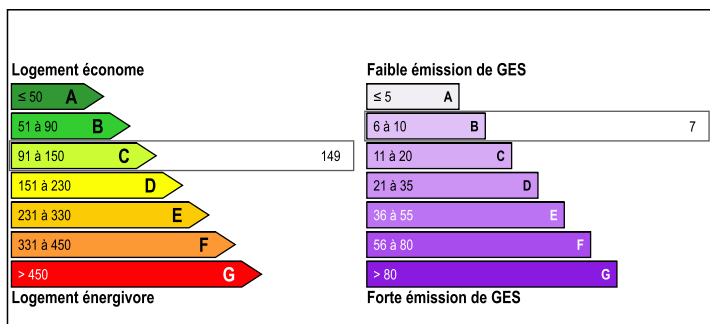 Logement économe
≤ 50 A
51 à 90 B
91 à 150 C 149
151 à 230 D
231 à 330 E
331 à 450 F
> 450 G
Logement énergivore
Faible émission de GES
≤ 5 A
6 à 10 B 7
11 à 20 C
21 à 35 D
36 à 55 E
56 à 80 F
> 80 G
Forte émission de GES